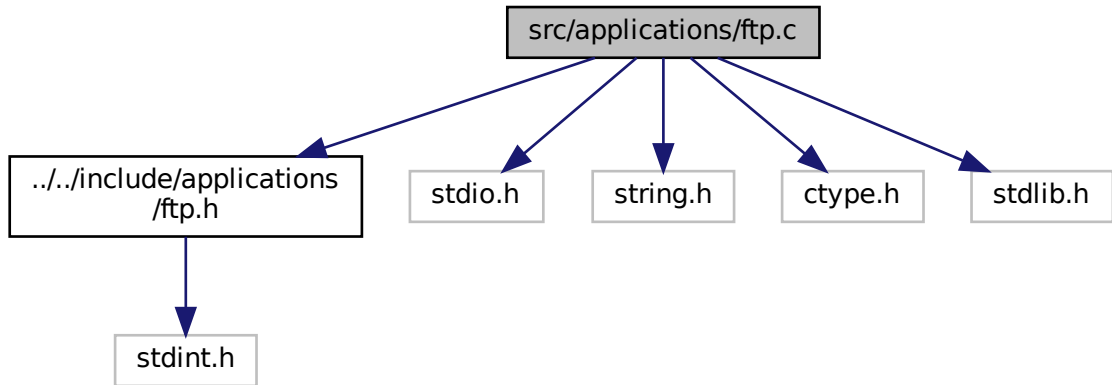 src/applications/ftp.c
../../include/applications
/ftp.h
stdio.h
string.h
ctype.h
stdlib.h
stdint.h